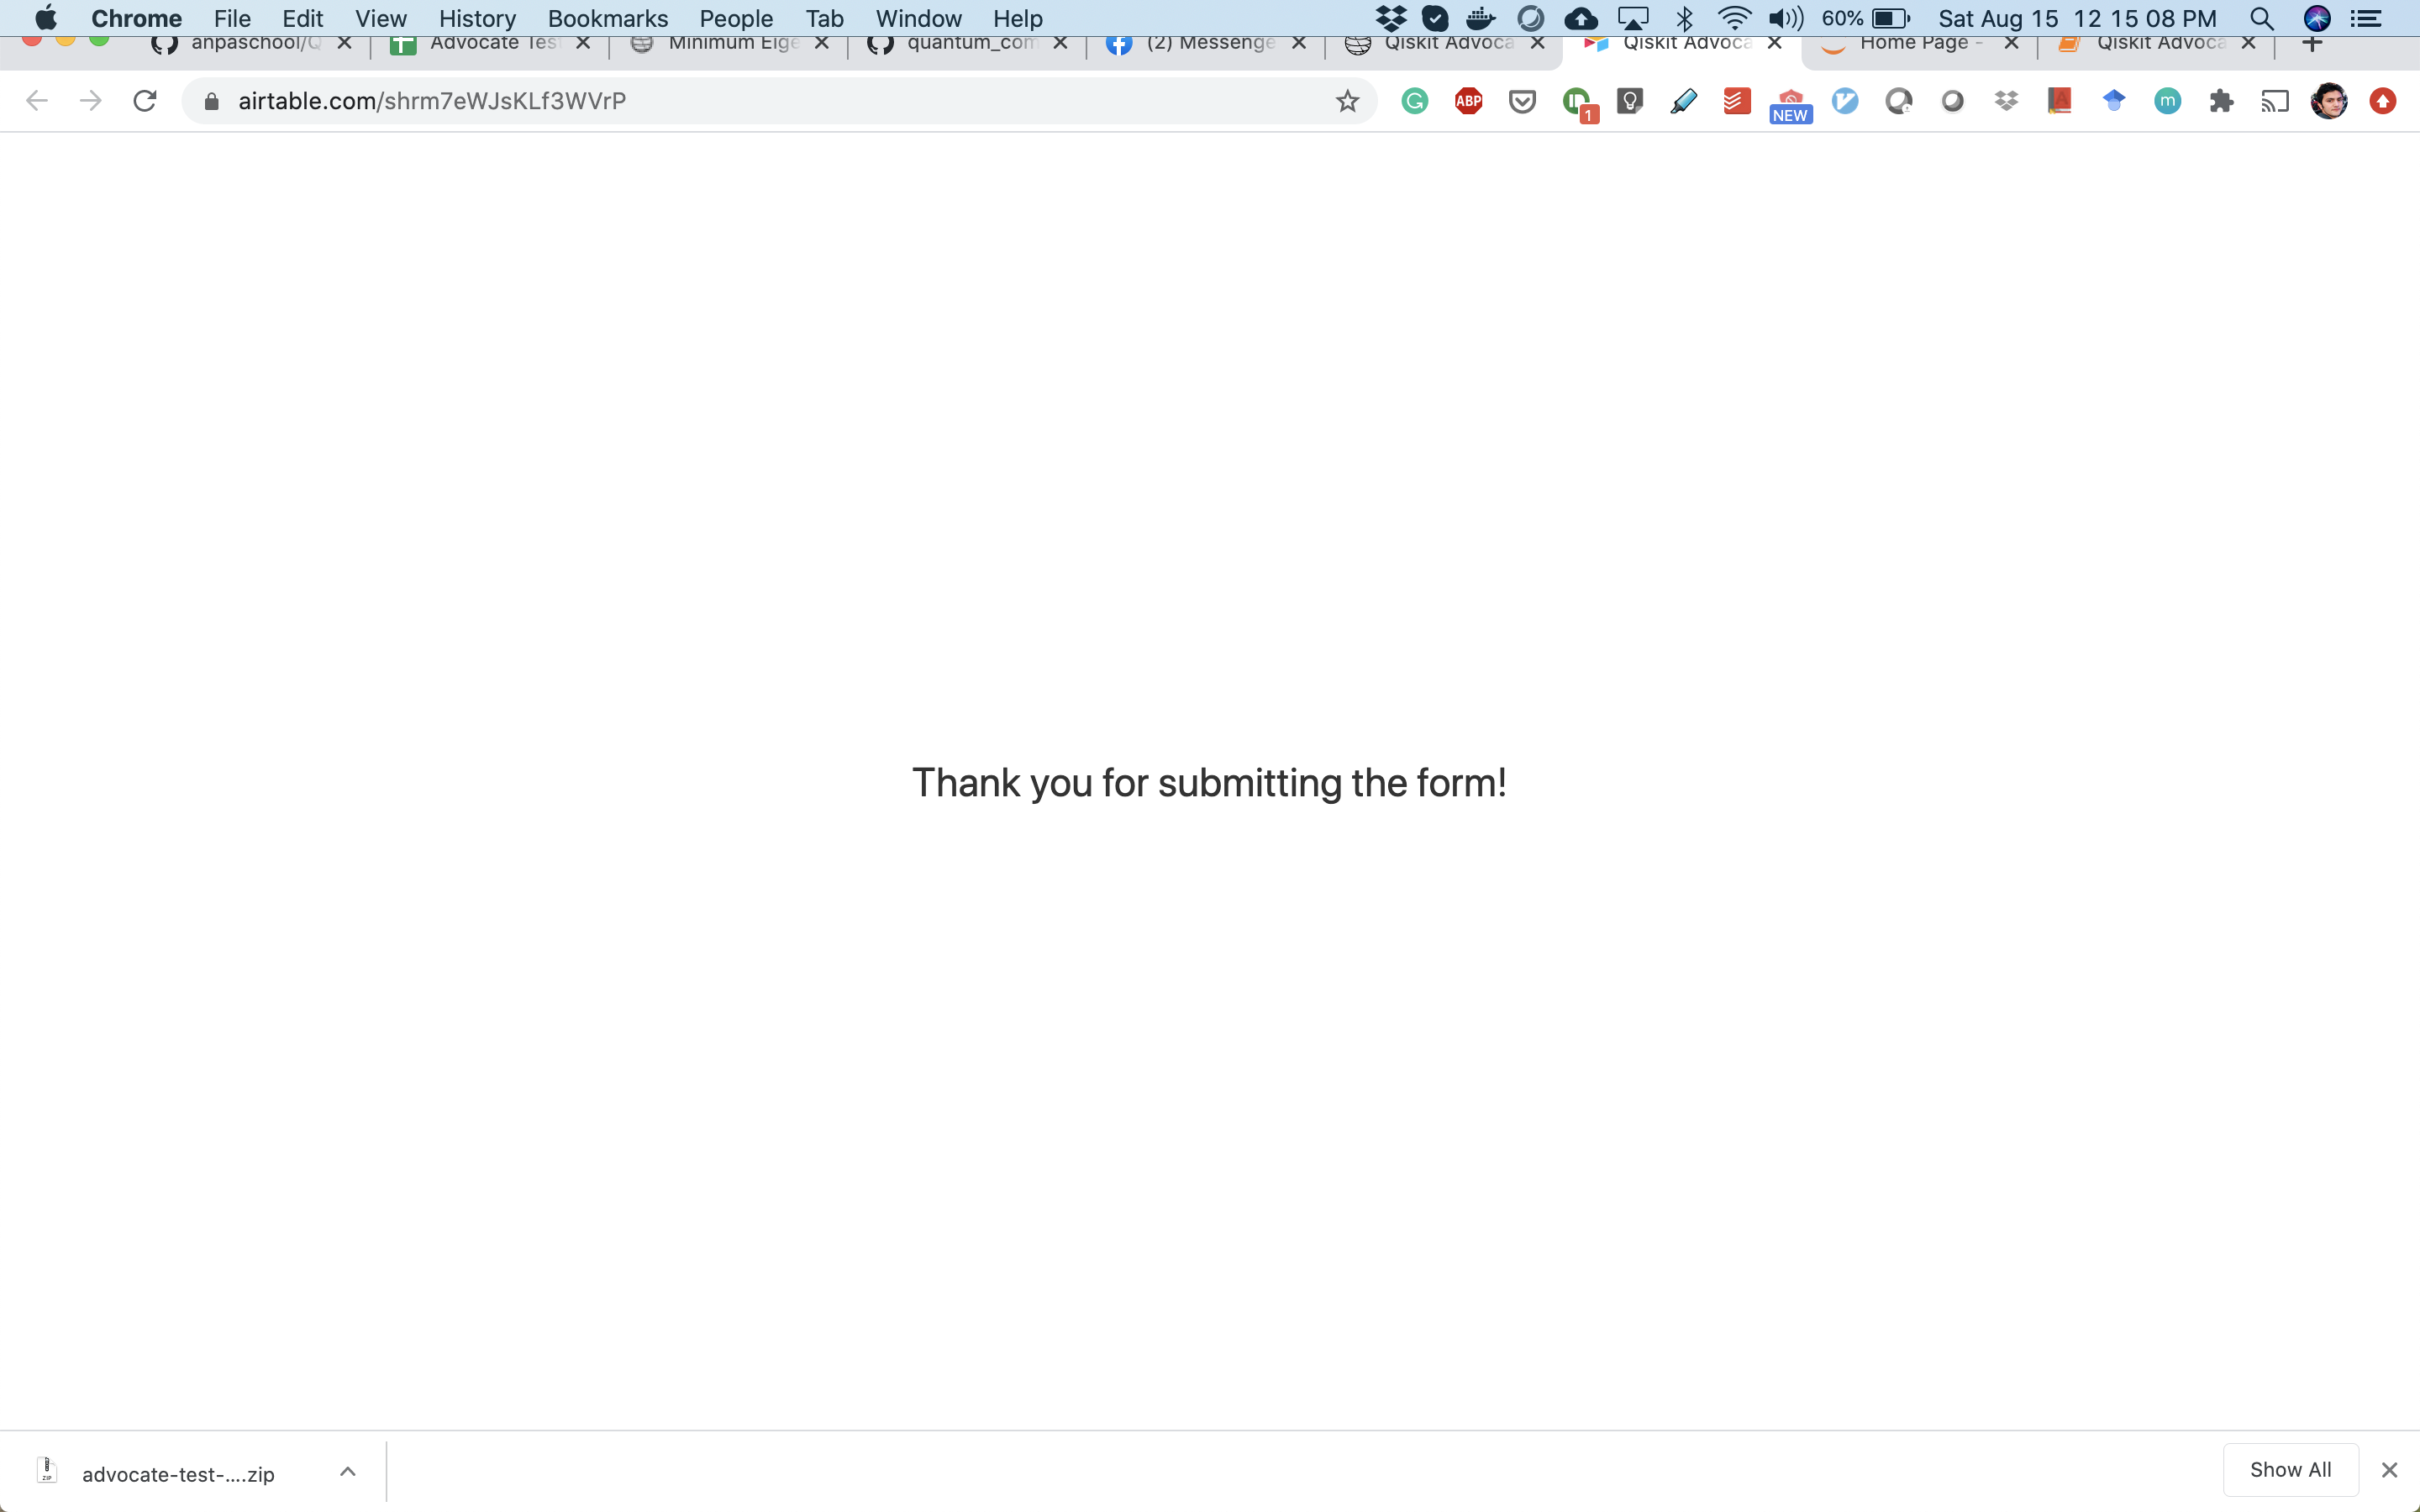 Chrome File Edit View History Bookmarks People Tab Window Help 60% Sat Aug 15 12 15 08 PM
anpaschool/Q Advocate Tes Minimum Eige quantum_com (2) Messenge Qiskit Advoca Qiskit Advoca Home Page - Qiskit Advoca
airtable.com/shrm7eWJsKLf3WVrP ABP 1 NEW m
Thank you for submitting the form!
ZIP advocate-test-....zip Show All